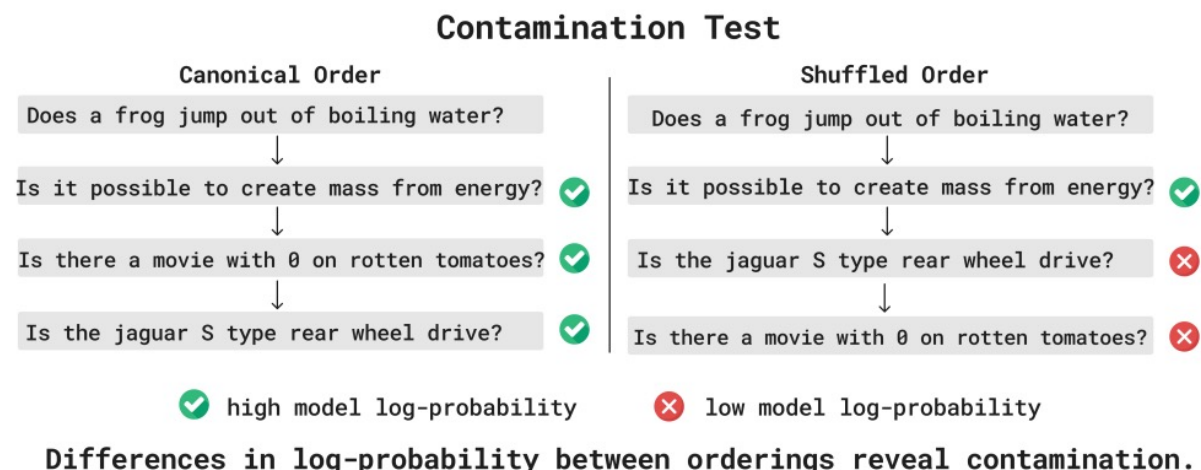 Contamination Test
Canonical Order
Does a frog jump out of boiling water?
Is it possible to create mass from energy?
Is there a movie with 0 on rotten tomatoes?
Is the jaguar S type rear wheel drive?
Shuffled Order
Does a frog jump out of boiling water?
Is it possible to create mass from energy?
Is the jaguar S type rear wheel drive?
Is there a movie with 0 on rotten tomatoes?
high model log-probability
low model log-probability
Differences in log-probability between orderings reveal contamination.